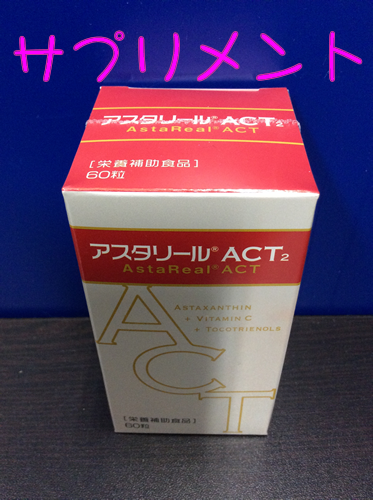 サプリメント
アスタリール® ACT2
AstaReal® ACT
[栄養補助食品]
60粒
アスタリール® ACT2
AstaReal® ACT
ACT
ASTAXANTHIN
+ VITAMIN C
+ TOCOTRIENOLS
[栄養補助食品]
60粒